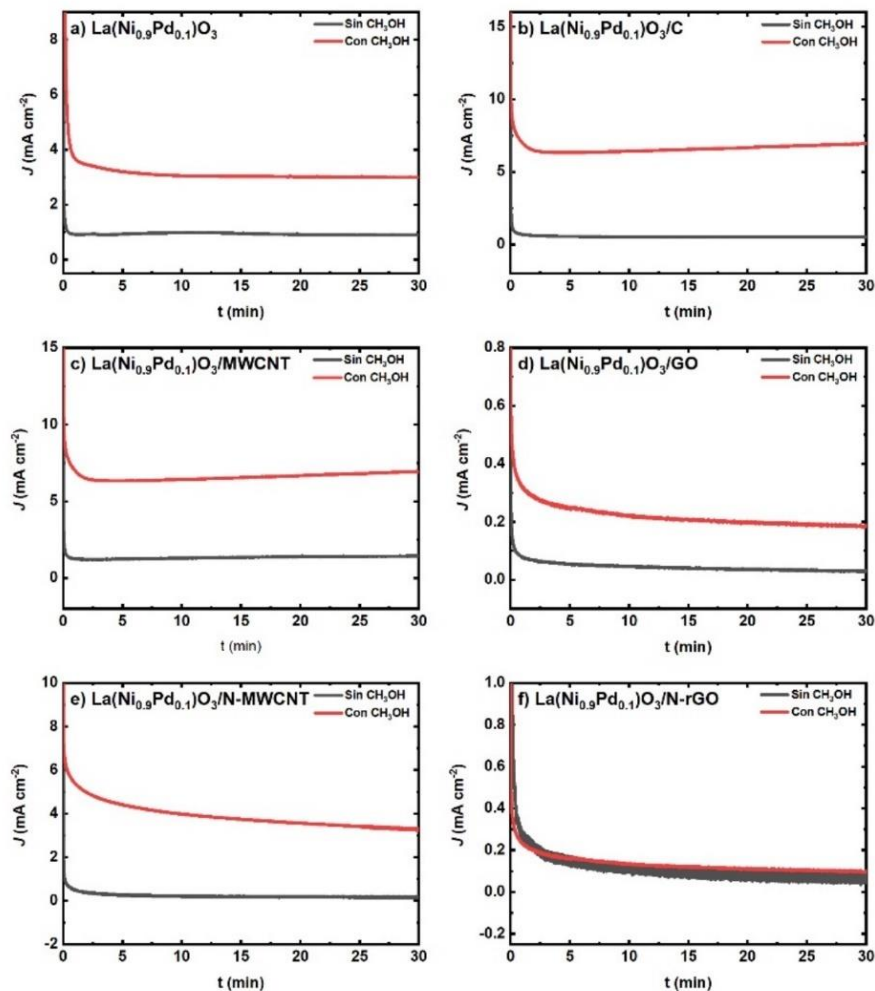 a) La(Ni0.9Pd0.1)O3
Sin CH3OH
Con CH3OH
8
6
4
2
0
J (mA cm-2)
0 5 10 15 20 25 30
t (min)
b) La(Ni0.9Pd0.1)O3/C
Sin CH3OH
Con CH3OH
15
10
5
0
J (mA cm-2)
0 5 10 15 20 25 30
t (min)
c) La(Ni0.9Pd0.1)O3/MWCNT
Sin CH3OH
Con CH3OH
15
10
5
0
J (mA cm-2)
0 5 10 15 20 25 30
t (min)
d) La(Ni0.9Pd0.1)O3/GO
Sin CH3OH
Con CH3OH
0.8
0.6
0.4
0.2
0.0
J (mA cm-2)
0 5 10 15 20 25 30
t (min)
e) La(Ni0.9Pd0.1)O3/N-MWCNT
Sin CH3OH
Con CH3OH
10
8
6
4
2
0
-2
J (mA cm-2)
0 5 10 15 20 25 30
t (min)
f) La(Ni0.9Pd0.1)O3/N-rGO
Sin CH3OH
Con CH3OH
1.0
0.8
0.6
0.4
0.2
0.0
-0.2
J (mA cm-2)
0 5 10 15 20 25 30
t (min)